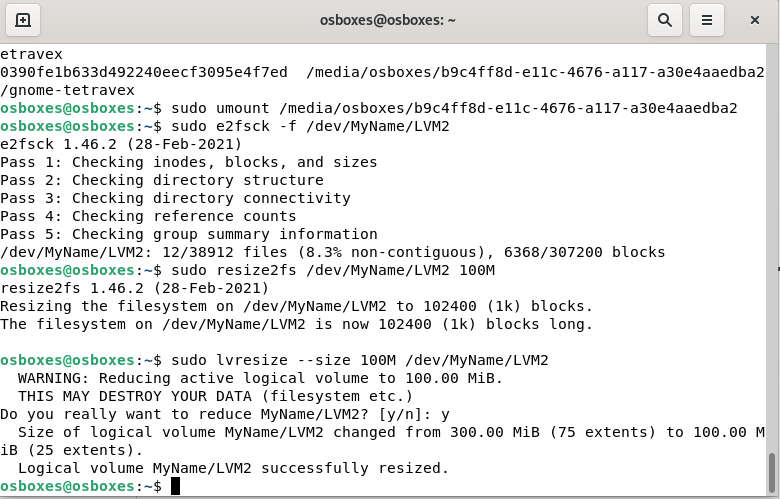 osboxes@osboxes: ~
etravex
0390fe1b633d492240eecf3095e4f7ed  /media/osboxes/b9c4ff8d-e11c-4676-a117-a30e4aaedba2
/gnome-tetravex
osboxes@osboxes:~$ sudo umount /media/osboxes/b9c4ff8d-e11c-4676-a117-a30e4aaedba2
osboxes@osboxes:~$ sudo e2fsck -f /dev/MyName/LVM2
e2fsck 1.46.2 (28-Feb-2021)
Pass 1: Checking inodes, blocks, and sizes
Pass 2: Checking directory structure
Pass 3: Checking directory connectivity
Pass 4: Checking reference counts
Pass 5: Checking group summary information
/dev/MyName/LVM2: 12/38912 files (8.3% non-contiguous), 6368/307200 blocks
osboxes@osboxes:~$ sudo resize2fs /dev/MyName/LVM2 100M
resize2fs 1.46.2 (28-Feb-2021)
Resizing the filesystem on /dev/MyName/LVM2 to 102400 (1k) blocks.
The filesystem on /dev/MyName/LVM2 is now 102400 (1k) blocks long.
osboxes@osboxes:~$ sudo lvresize --size 100M /dev/MyName/LVM2
  WARNING: Reducing active logical volume to 100.00 MiB.
  THIS MAY DESTROY YOUR DATA (filesystem etc.)
Do you really want to reduce MyName/LVM2? [y/n]: y
  Size of logical volume MyName/LVM2 changed from 300.00 MiB (75 extents) to 100.00 M
iB (25 extents).
  Logical volume MyName/LVM2 successfully resized.
osboxes@osboxes:~$